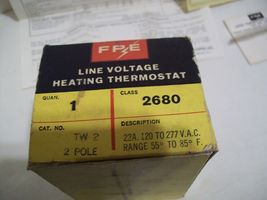 FPE
LINE VOLTAGE
HEATING THERMOSTAT
QUAN. 1
CLASS 2680
CAT. NO. TW 2
2 POLE
DESCRIPTION
22A. 120 TO 277 V.A.C.
RANGE 55° TO 85° F.